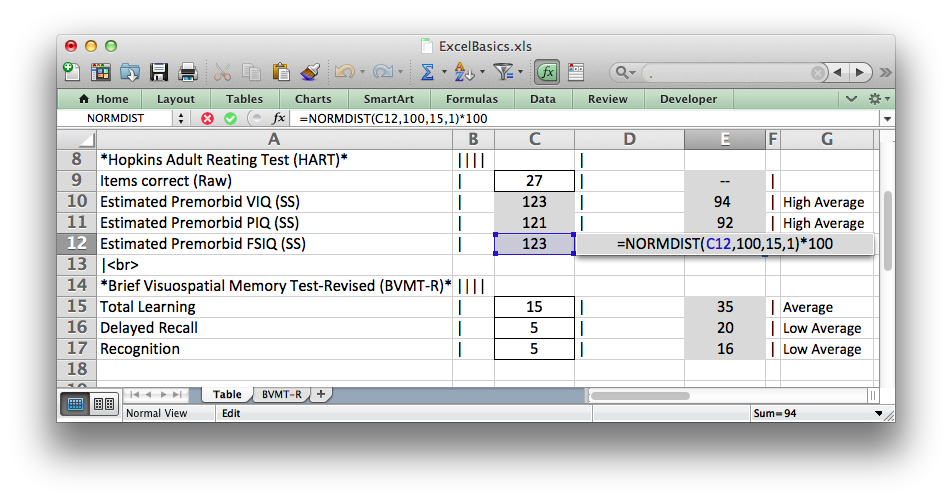 ExcelBasics.xls
Home Layout Tables Charts SmartArt Formulas Data Review Developer
NORMDIST fx =NORMDIST(C12,100,15,1)*100
A B C D E F G
8 *Hopkins Adult Reating Test (HART)* |||| |
9 Items correct (Raw) | 27 | -- |
10 Estimated Premorbid VIQ (SS) | 123 | 94 | High Average
11 Estimated Premorbid PIQ (SS) | 121 | 92 | High Average
12 Estimated Premorbid FSIQ (SS) | 123 =NORMDIST(C12,100,15,1)*100
13 |<br>
14 *Brief Visuospatial Memory Test-Revised (BVMT-R)* ||||
15 Total Learning | 15 | 35 | Average
16 Delayed Recall | 5 | 20 | Low Average
17 Recognition | 5 | 16 | Low Average
18
Table BVMT-R +
Normal View Edit Sum=94